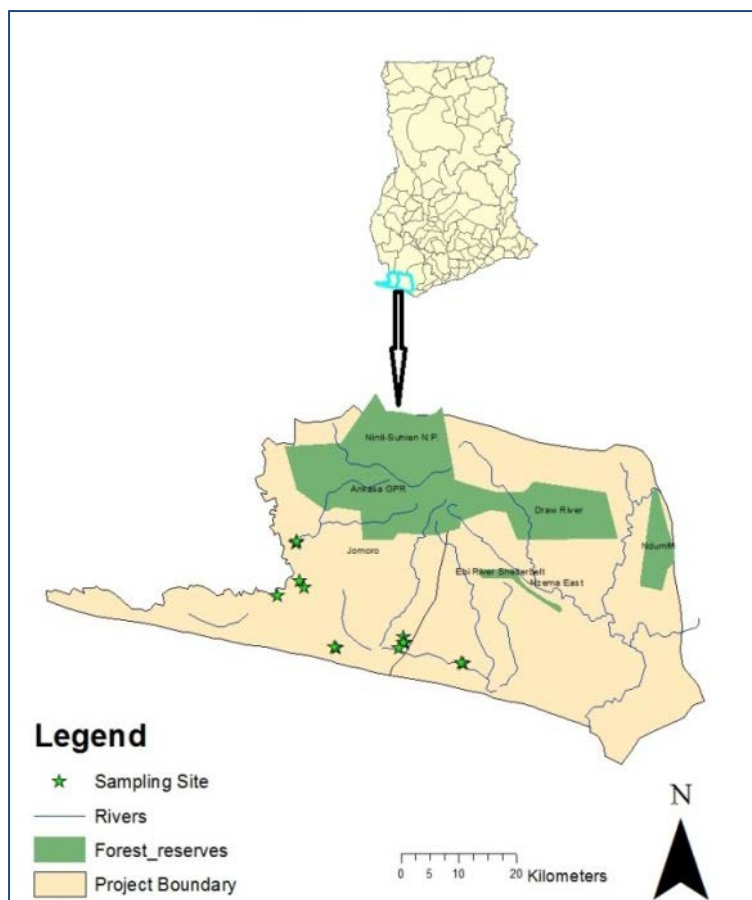 Nimil-Suhien N.P.
Ankasa GPR
Draw River
Jomoro
Ndumfri
Ebi River Shelterbelt
Nzema East
Legend
Sampling Site
Rivers
Forest_reserves
Project Boundary
N
0 5 10 20 Kilometers